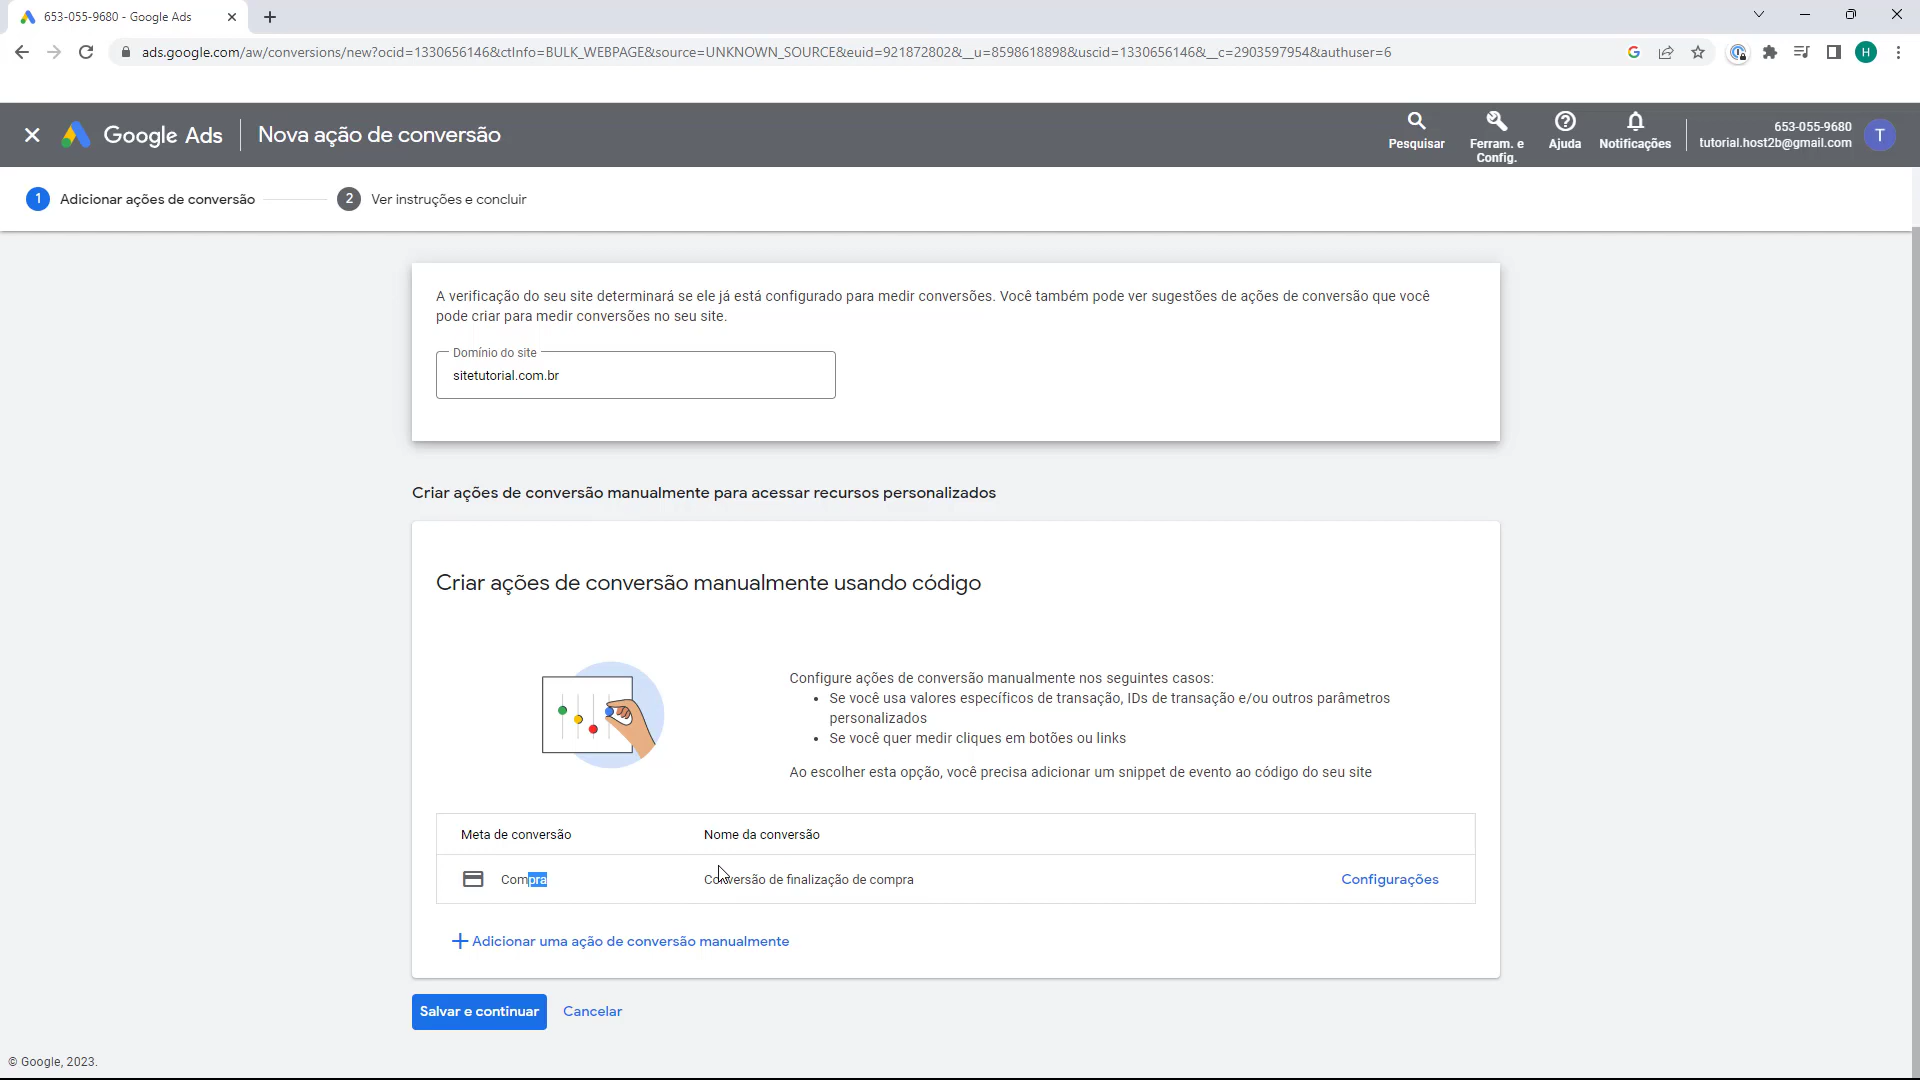 653-055-9680 - Google Ads
ads.google.com/aw/conversions/new?ocid=1330656146&ctInfo=BULK_WEBPAGE&source=UNKNOWN_SOURCE&euid=921872802&__u=8598618898&uscid=1330656146&__c=2903597954&authuser=6
H
Google Ads
Nova ação de conversão
Pesquisar
Ferram. e
Config.
Ajuda
Notificações
653-055-9680
tutorial.host2b@gmail.com
T
1 Adicionar ações de conversão
2 Ver instruções e concluir
A verificação do seu site determinará se ele já está configurado para medir conversões. Você também pode ver sugestões de ações de conversão que você
pode criar para medir conversões no seu site.
Domínio do site
sitetutorial.com.br
Criar ações de conversão manualmente para acessar recursos personalizados
Criar ações de conversão manualmente usando código
Configure ações de conversão manualmente nos seguintes casos:
• Se você usa valores específicos de transação, IDs de transação e/ou outros parâmetros
personalizados
• Se você quer medir cliques em botões ou links
Ao escolher esta opção, você precisa adicionar um snippet de evento ao código do seu site
Meta de conversão
Nome da conversão
Compra
Conversão de finalização de compra
Configurações
+ Adicionar uma ação de conversão manualmente
Salvar e continuar
Cancelar
© Google, 2023.